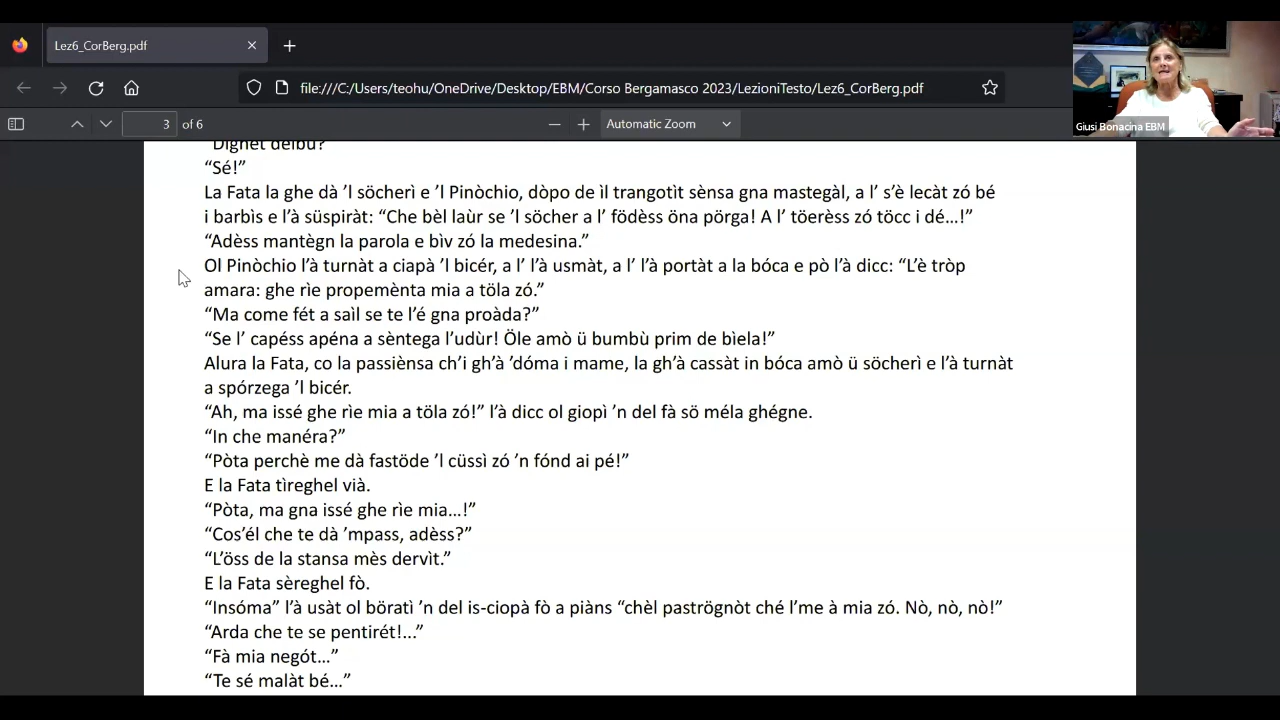 Lez6_CorBerg.pdf
file:///C:/Users/teohu/OneDrive/Desktop/EBM/Corso Bergamasco 2023/LezioniTesto/Lez6_CorBerg.pdf
Giusi Bonacina EBM
3 of 6
Automatic Zoom
“Dighet delbù?”
“Sé!”
La Fata la ghe dà ’l söcherì e ’l Pinòchio, dòpo de ìl trangotìt sènsa gna mastegàl, a l’ s’è lecàt zó bé
i barbìs e l’à süspiràt: “Che bèl laùr se ’l söcher a l’ födèss öna pörga! A l’ töerèss zó töcc i dé…!”
“Adèss mantègn la parola e bìv zó la medesina.”
Ol Pinòchio l’à turnàt a ciapà ’l bicér, a l’ l’à usmàt, a l’ l’à portàt a la bóca e pò l’à dicc: “L’è tròp
amara: ghe rìe propemènta mia a töla zó.”
“Ma come fét a saìl se te l’é gna proàda?”
“Se l’ capéss apéna a sèntega l’udùr! Öle amò ü bumbù prim de bìela!”
Alura la Fata, co la passiènsa ch’i gh’à ’dóma i mame, la gh’à cassàt in bóca amò ü söcherì e l’à turnàt
a spórzega ’l bicér.
“Ah, ma issé ghe rìe mia a töla zó!” l’à dicc ol giopì ’n del fà sö méla ghégne.
“In che manéra?”
“Pòta perchè me dà fastöde ’l cüssì zó ’n fónd ai pé!”
E la Fata tìreghel vià.
“Pòta, ma gna issé ghe rìe mia…!”
“Cos’él che te dà ’mpass, adèss?”
“L’öss de la stansa mès dervìt.”
E la Fata sèreghel fò.
“Insóma” l’à usàt ol böratì ’n del is-ciopà fò a piàns “chèl paströgnòt ché l’me à mia zó. Nò, nò, nò!”
“Arda che te se pentirét!...”
“Fà mia negót…”
“Te sé malàt bé…”